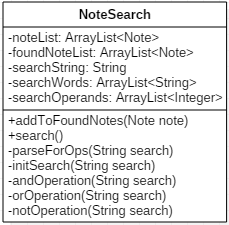 NoteSearch
-noteList: ArrayList<Note>
-foundNoteList: ArrayList<Note>
-searchString: String
-searchWords: ArrayList<String>
-searchOperands: ArrayList<Integer>
+addToFoundNotes(Note note)
+search()
-parseForOps(String search)
-initSearch(String search)
-andOperation(String search)
-orOperation(String search)
-notOperation(String search)